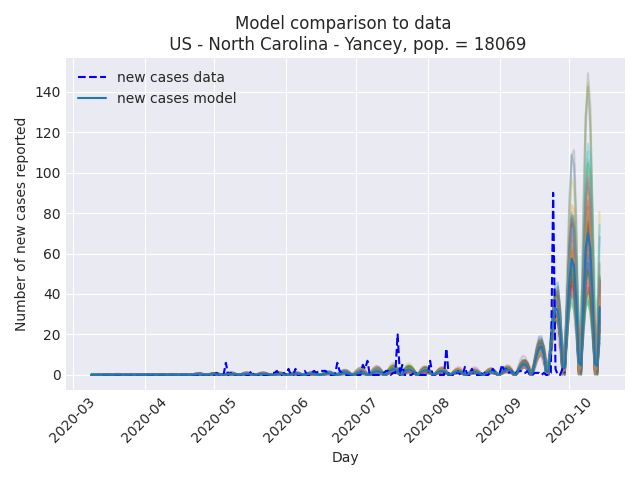 Model comparison to data
US - North Carolina - Yancey, pop. = 18069
new cases data
new cases model
Number of new cases reported
140
120
100
80
60
40
20
0
2020-03
2020-04
2020-05
2020-06
2020-07
2020-08
2020-09
2020-10
Day